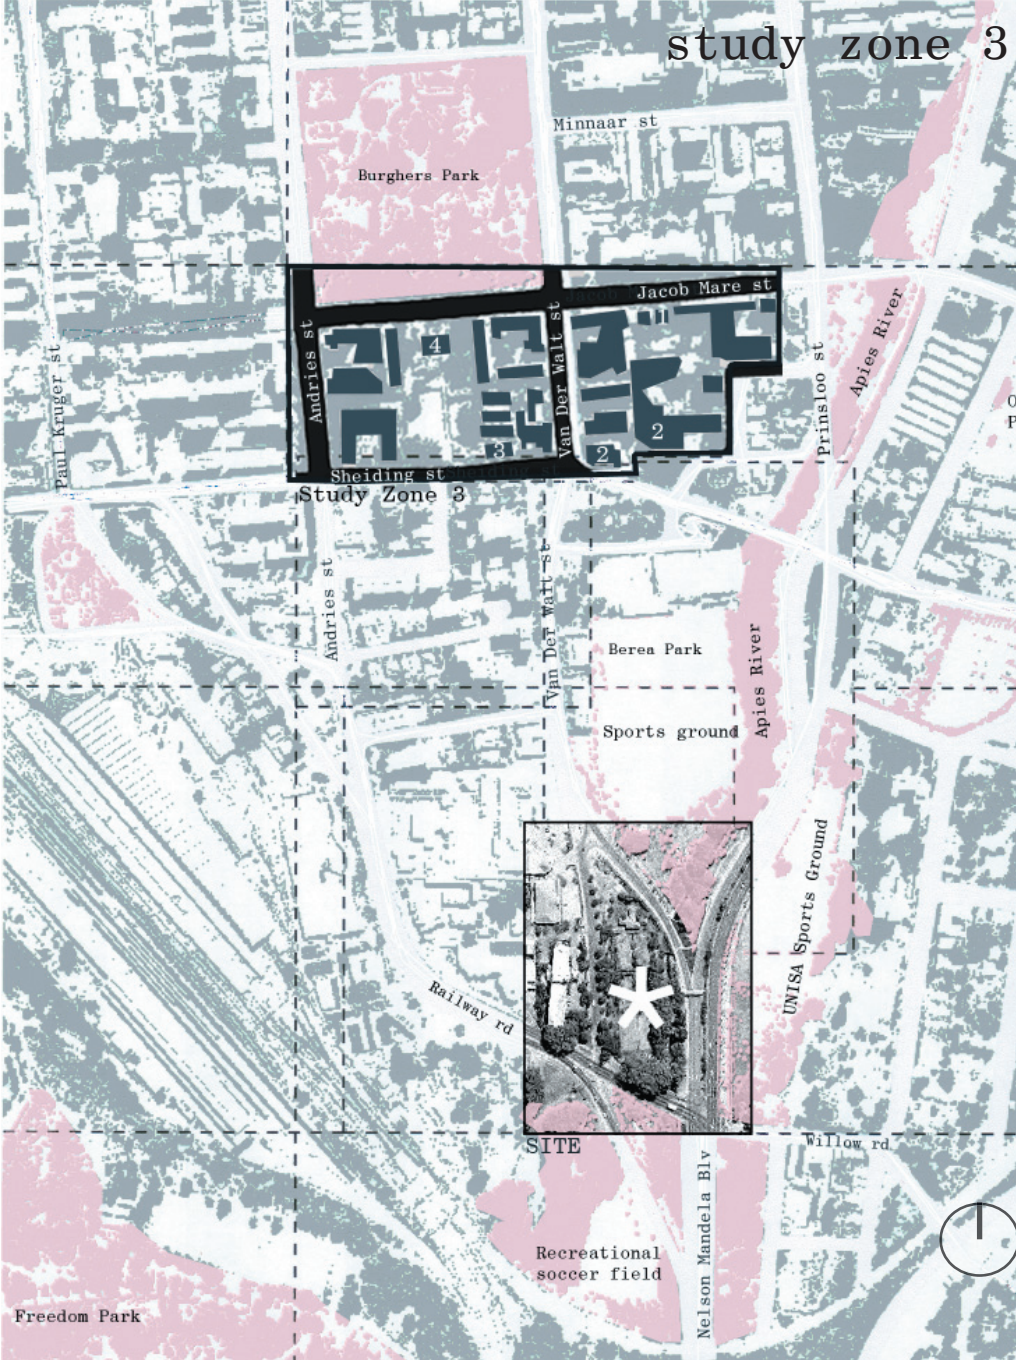 study zone 3
Minnaar st
Burghers Park
Jacob Mare st
Andries st
Van Der Walt st
Paul Kruger st
Prinsloo st
Apies River
4
3
2
2
Sheiding st
Study Zone 3
Andries st
Van Der Walt st
Berea Park
Apies River
Sports ground
UNISA Sports Ground
Railway rd
SITE
Willow rd
Nelson Mandela Blv
Recreational
soccer field
Freedom Park